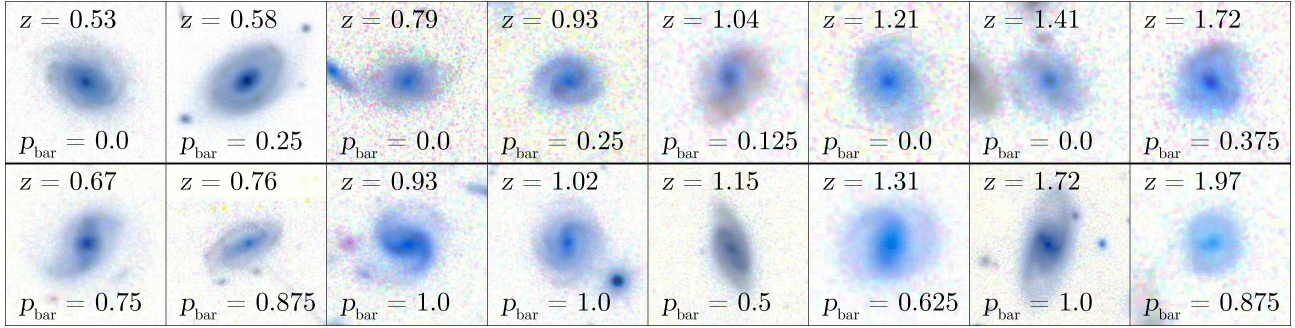 z = 0.53 z = 0.58 z = 0.79 z = 0.93 z = 1.04 z = 1.21 z = 1.41 z = 1.72
p_bar = 0.0 p_bar = 0.25 p_bar = 0.0 p_bar = 0.25 p_bar = 0.125 p_bar = 0.0 p_bar = 0.0 p_bar = 0.375
z = 0.67 z = 0.76 z = 0.93 z = 1.02 z = 1.15 z = 1.31 z = 1.72 z = 1.97
p_bar = 0.75 p_bar = 0.875 p_bar = 1.0 p_bar = 1.0 p_bar = 0.5 p_bar = 0.625 p_bar = 1.0 p_bar = 0.875